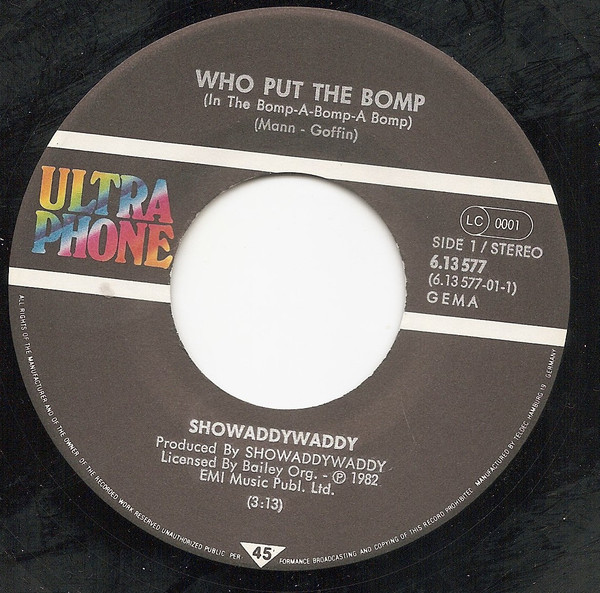 WHO PUT THE BOMP
(In The Bomp-A-Bomp-A Bomp)
(Mann - Goffin)
ULTRA
PHONE
LC 0001
SIDE 1 / STEREO
6.13 577
(6.13 577-01-1)
GEMA
SHOWADDYWADDY
Produced By SHOWADDYWADDY
Licensed By Bailey Org. - ℗ 1982
EMI Music Publ. Ltd.
(3:13)
45
ALL RIGHTS OF THE MANUFACTURER AND OF THE OWNER OF THE RECORDED WORK RESERVED UNAUTHORIZED PUBLIC PER FORMANCE BROADCASTING AND COPYING OF THIS RECORD PROHIBITED. MANUFACTURED BY TELDEC HAMBURG 19 GERMANY